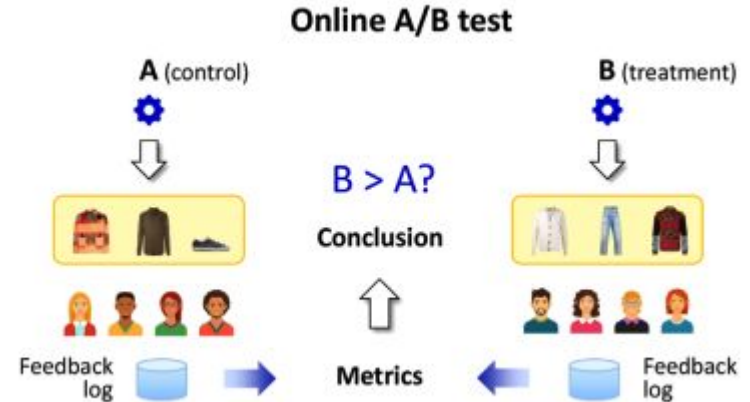 Online A/B test
A (control)
B (treatment)
B > A?
Conclusion
Feedback
log
Metrics
Feedback
log